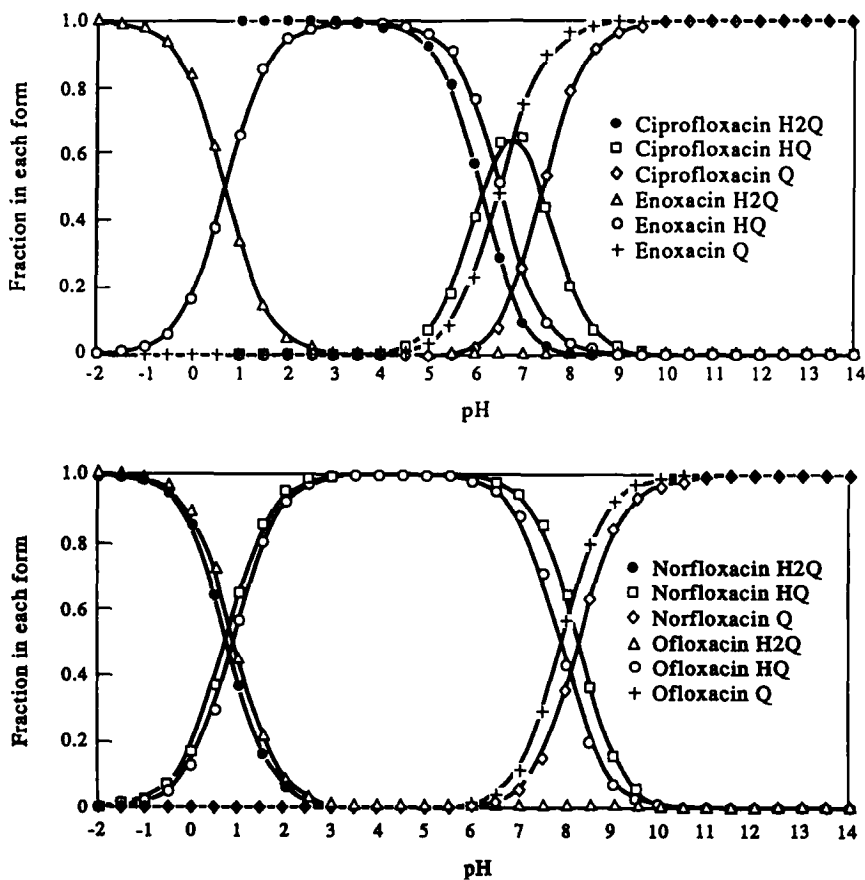 1.0
0.8
0.6
0.4
0.2
0
Fraction in each form
Ciprofloxacin H2Q
Ciprofloxacin HQ
Ciprofloxacin Q
Enoxacin H2Q
Enoxacin HQ
Enoxacin Q
-2 -1 0 1 2 3 4 5 6 7 8 9 10 11 12 13 14
pH
1.0
0.8
0.6
0.4
0.2
0
Fraction in each form
Norfloxacin H2Q
Norfloxacin HQ
Norfloxacin Q
Ofloxacin H2Q
Ofloxacin HQ
Ofloxacin Q
-2 -1 0 1 2 3 4 5 6 7 8 9 10 11 12 13 14
pH